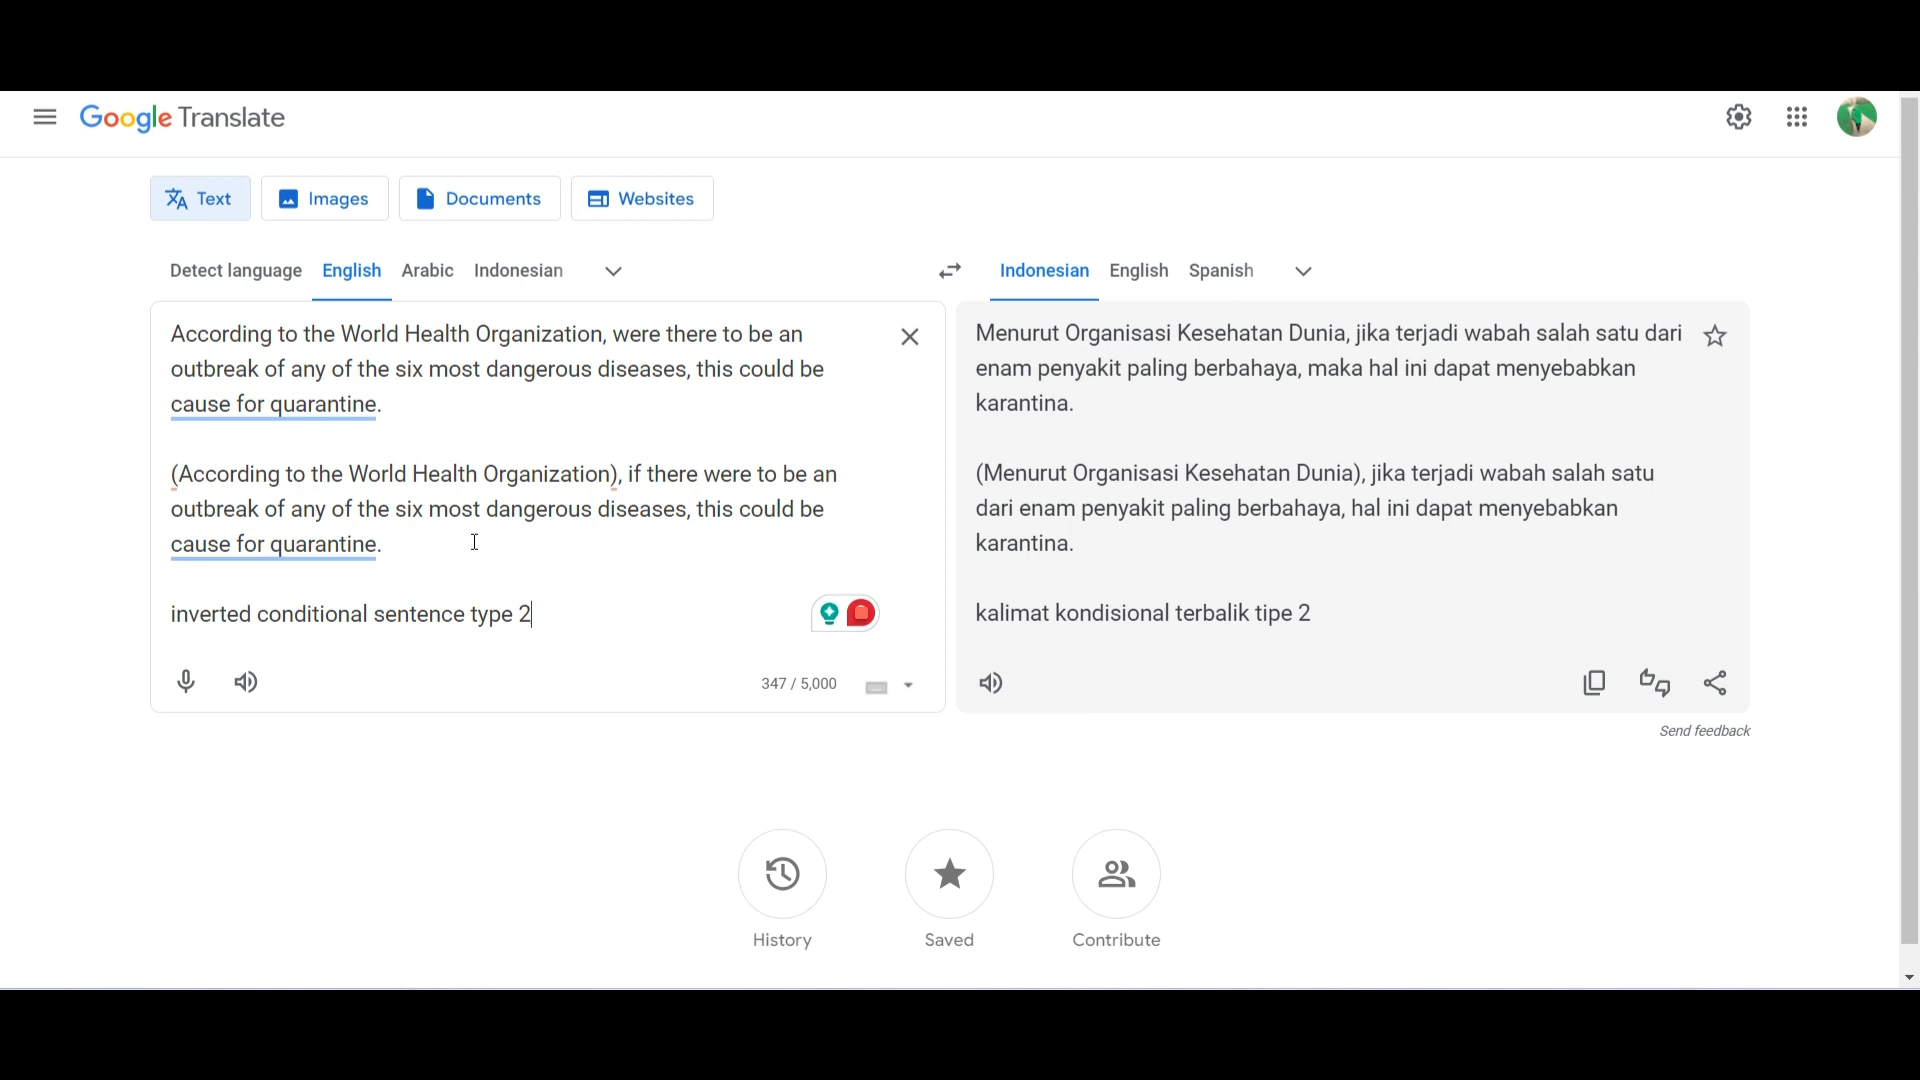 Google Translate
Text
Images
Documents
Websites
Detect language
English
Arabic
Indonesian
Indonesian
English
Spanish
According to the World Health Organization, were there to be an
outbreak of any of the six most dangerous diseases, this could be
cause for quarantine.
(According to the World Health Organization), if there were to be an
outbreak of any of the six most dangerous diseases, this could be
cause for quarantine.
inverted conditional sentence type 2
347 / 5,000
Menurut Organisasi Kesehatan Dunia, jika terjadi wabah salah satu dari
enam penyakit paling berbahaya, maka hal ini dapat menyebabkan
karantina.
(Menurut Organisasi Kesehatan Dunia), jika terjadi wabah salah satu
dari enam penyakit paling berbahaya, hal ini dapat menyebabkan
karantina.
kalimat kondisional terbalik tipe 2
Send feedback
History
Saved
Contribute